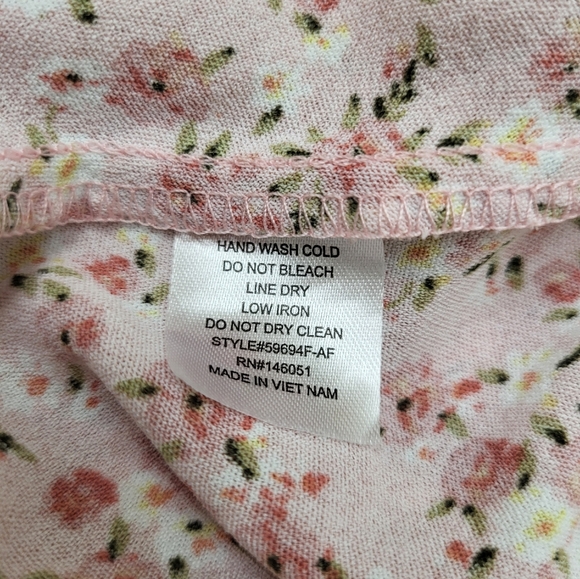 HAND WASH COLD
DO NOT BLEACH
LINE DRY
LOW IRON
DO NOT DRY CLEAN
STYLE#59694F-AF
RN#146051
MADE IN VIET NAM